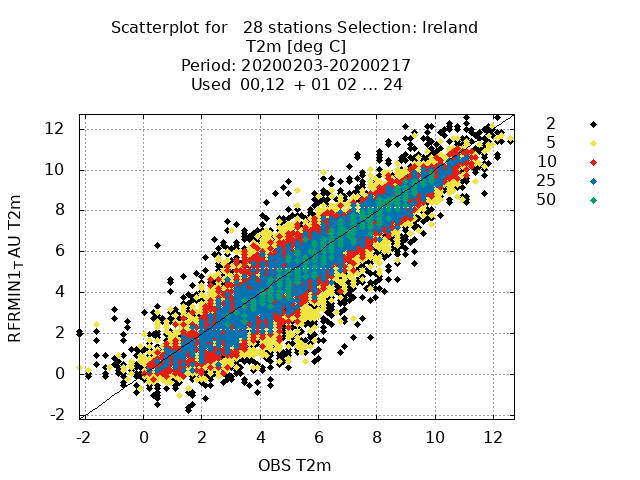 Scatterplot for   28 stations Selection: Ireland
T2m [deg C]
Period: 20200203-20200217
Used  00,12  + 01 02 ... 24
2
5
10
25
50
12
10
8
6
4
2
0
-2
RFRMIN1_T AU T2m
-2 0 2 4 6 8 10 12
OBS T2m